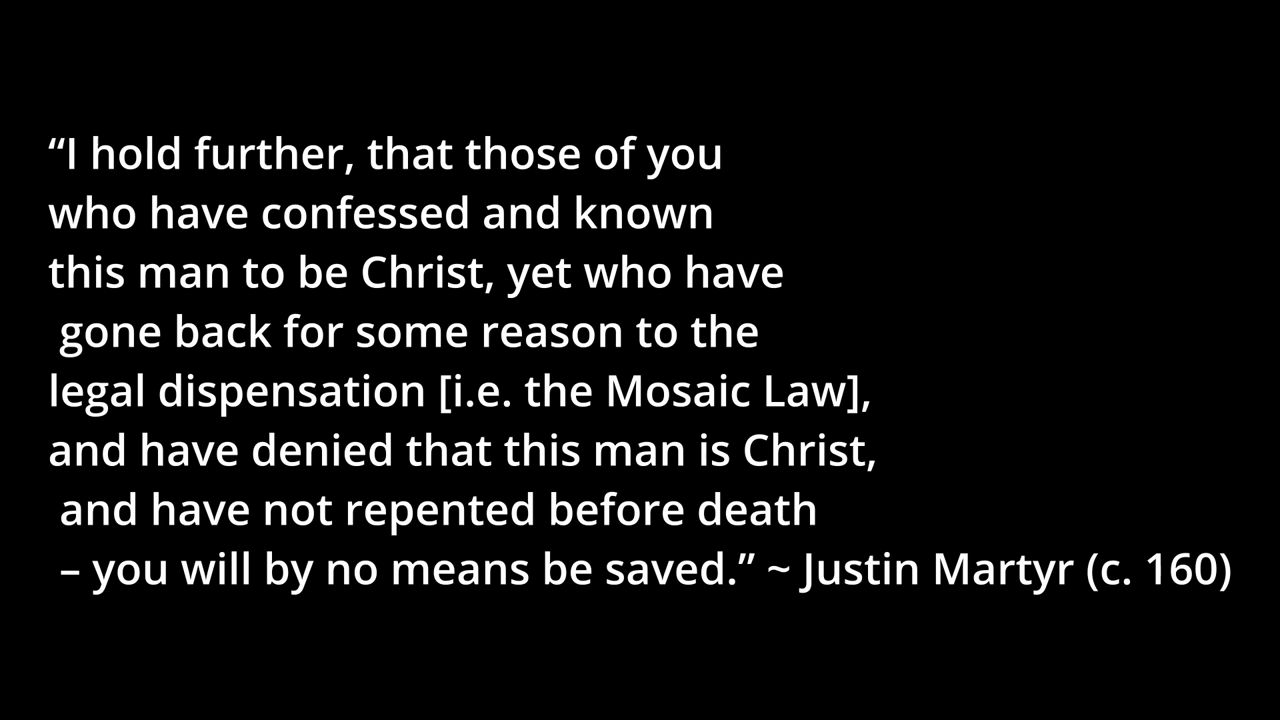 “I hold further, that those of you
who have confessed and known
this man to be Christ, yet who have
gone back for some reason to the
legal dispensation [i.e. the Mosaic Law],
and have denied that this man is Christ,
and have not repented before death
– you will by no means be saved.” ~ Justin Martyr (c. 160)